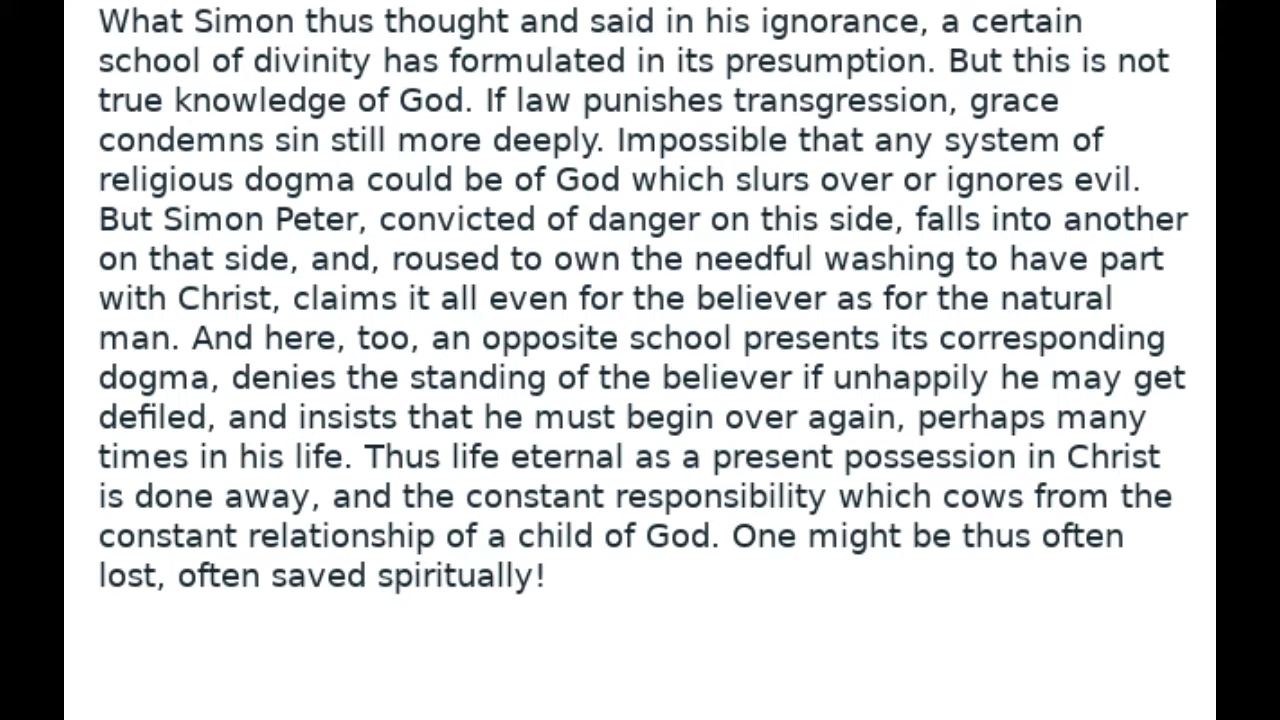 What Simon thus thought and said in his ignorance, a certain
school of divinity has formulated in its presumption. But this is not
true knowledge of God. If law punishes transgression, grace
condemns sin still more deeply. Impossible that any system of
religious dogma could be of God which slurs over or ignores evil.
But Simon Peter, convicted of danger on this side, falls into another
on that side, and, roused to own the needful washing to have part
with Christ, claims it all even for the believer as for the natural
man. And here, too, an opposite school presents its corresponding
dogma, denies the standing of the believer if unhappily he may get
defiled, and insists that he must begin over again, perhaps many
times in his life. Thus life eternal as a present possession in Christ
is done away, and the constant responsibility which cows from the
constant relationship of a child of God. One might be thus often
lost, often saved spiritually!